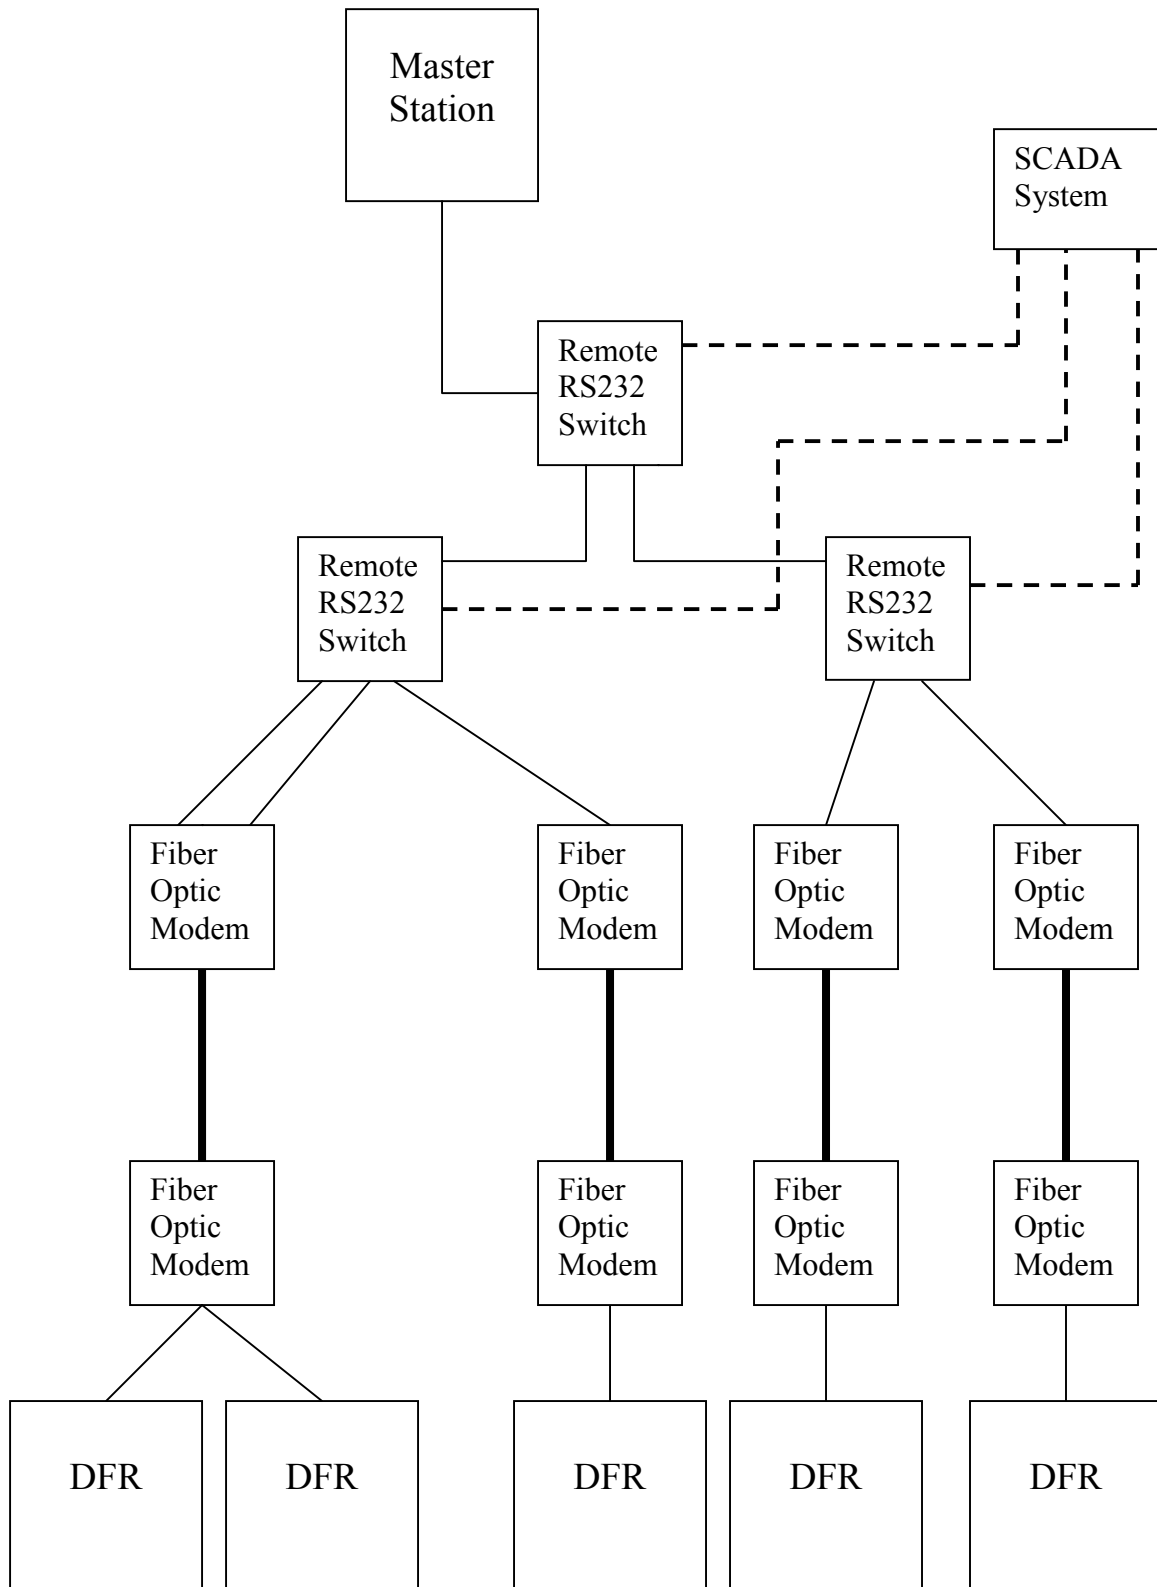 Master
Station
SCADA
System
Remote
RS232
Switch
Remote
RS232
Switch
Remote
RS232
Switch
Fiber
Optic
Modem
Fiber
Optic
Modem
Fiber
Optic
Modem
Fiber
Optic
Modem
Fiber
Optic
Modem
Fiber
Optic
Modem
Fiber
Optic
Modem
Fiber
Optic
Modem
DFR
DFR
DFR
DFR
DFR